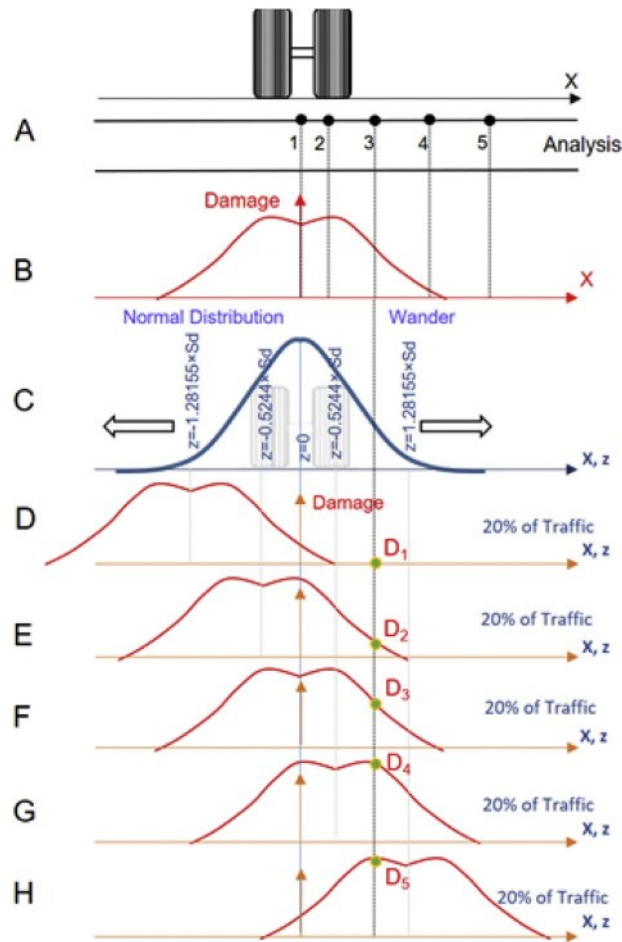 X
A
1 2 3 4 5 Analysis
Damage
B
X
Normal Distribution Wander
z=-1.28155×Sd
z=-0.5244×Sd
z=0
z=-0.5244×Sd
z=1.28155×Sd
C
X, z
D
Damage
20% of Traffic
D1
X, z
E
D2
20% of Traffic
X, z
F
D3
20% of Traffic
X, z
G
D4
20% of Traffic
X, z
H
D5
20% of Traffic
X, z